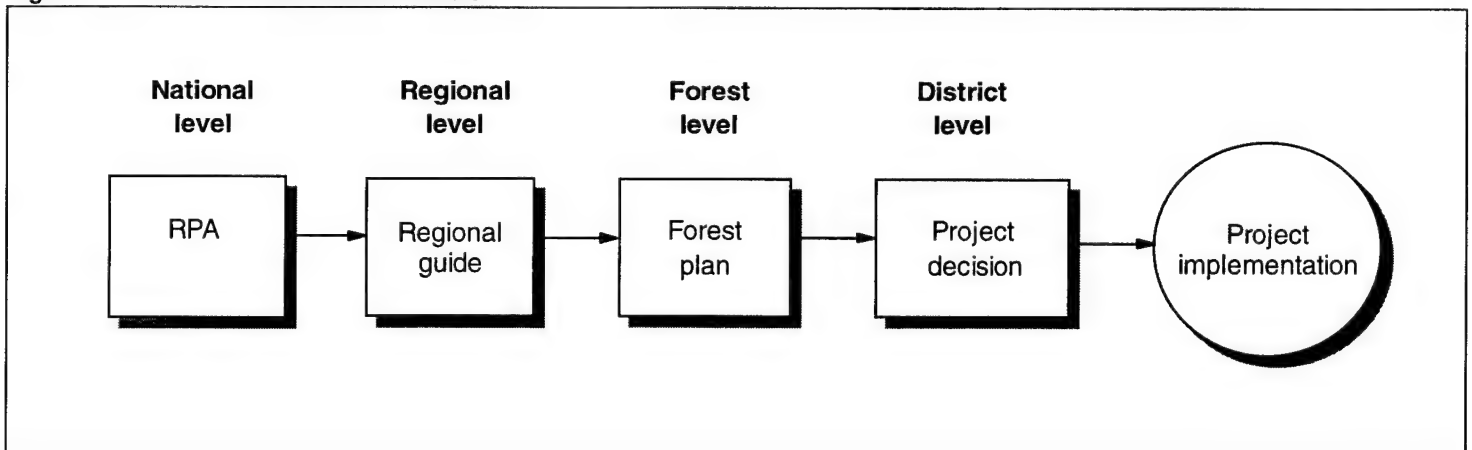 National
level
Regional
level
Forest
level
District
level
RPA
Regional
guide
Forest
plan
Project
decision
Project
implementation